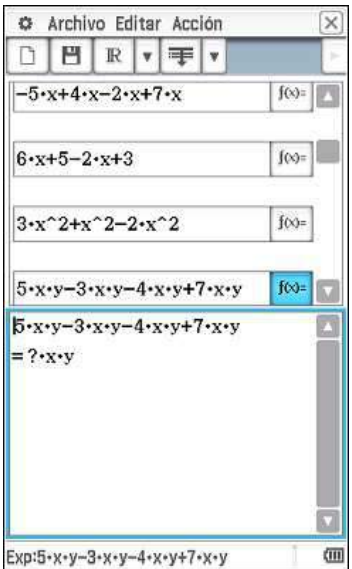 Archivo Editar Acción
ℝ
-5·x+4·x-2·x+7·x
f(x)=
6·x+5-2·x+3
f(x)=
3·x^2+x^2-2·x^2
f(x)=
5·x·y-3·x·y-4·x·y+7·x·y
f(x)=
5·x·y-3·x·y-4·x·y+7·x·y
=?·x·y
Exp:5·x·y-3·x·y-4·x·y+7·x·y